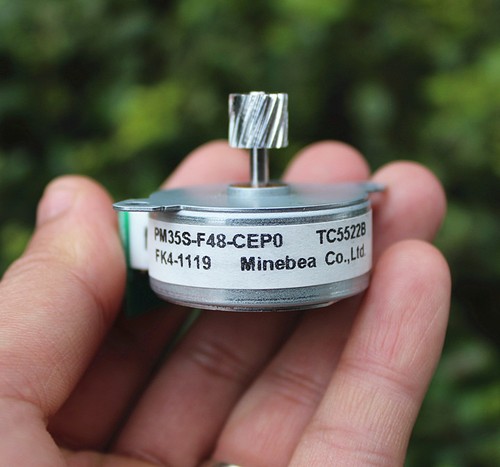 PM35S-F48-CEP0 TC5522B
FK4-1119 Minebea Co.,Ltd.